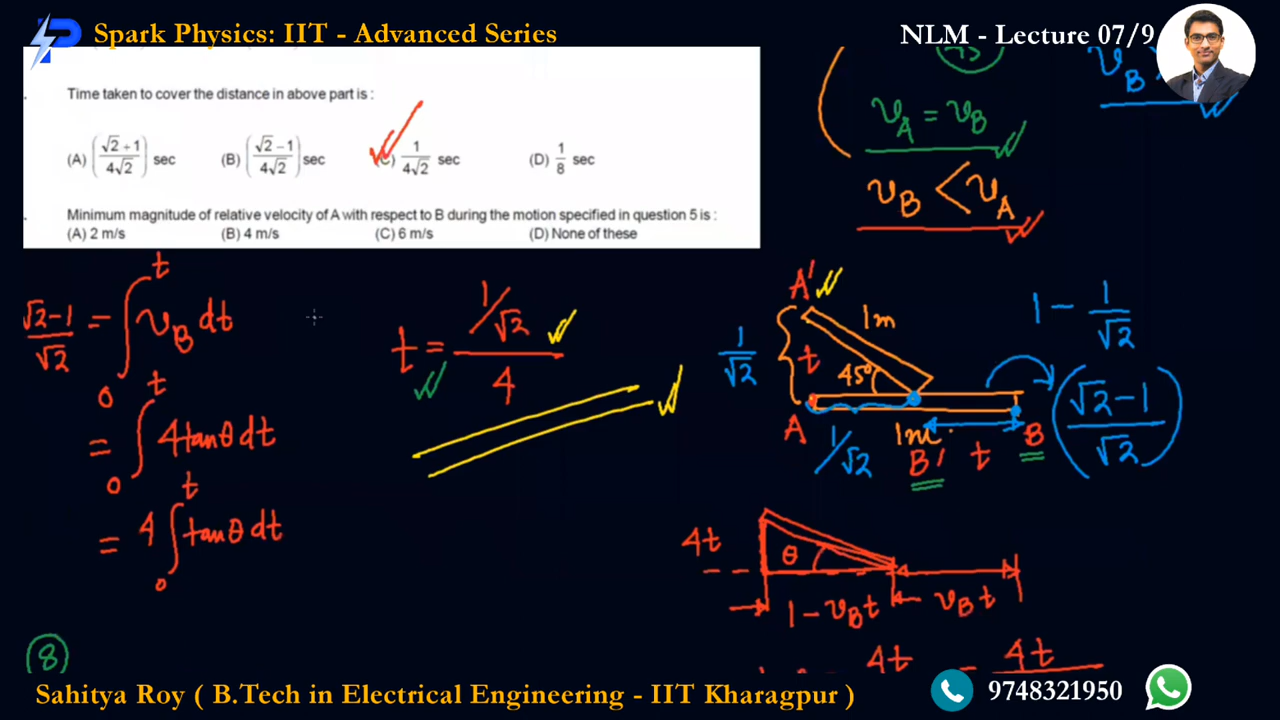 Spark Physics: IIT - Advanced Series
NLM - Lecture 07/9
Time taken to cover the distance in above part is :
(A) ((√2+1)/(4√2)) sec (B) ((√2−1)/(4√2)) sec (C) 1/(4√2) sec (D) 1/8 sec
Minimum magnitude of relative velocity of A with respect to B during the motion specified in question 5 is :
(A) 2 m/s (B) 4 m/s (C) 6 m/s (D) None of these
v_B
v_A = v_B
v_B < v_A
(√2-1)/√2 = ∫₀ᵗ v_B dt
= ∫₀ᵗ 4tanθ dt
= 4 ∫₀ᵗ tanθ dt
t = (1/√2)/4
A'
1m
1/√2
t
45°
A
1/√2
1m
B'
t
B
1 - 1/√2
((√2-1)/√2)
4t
θ
1 - v_B t
v_B t
4t = 4t
8
Sahitya Roy ( B.Tech in Electrical Engineering - IIT Kharagpur )
9748321950